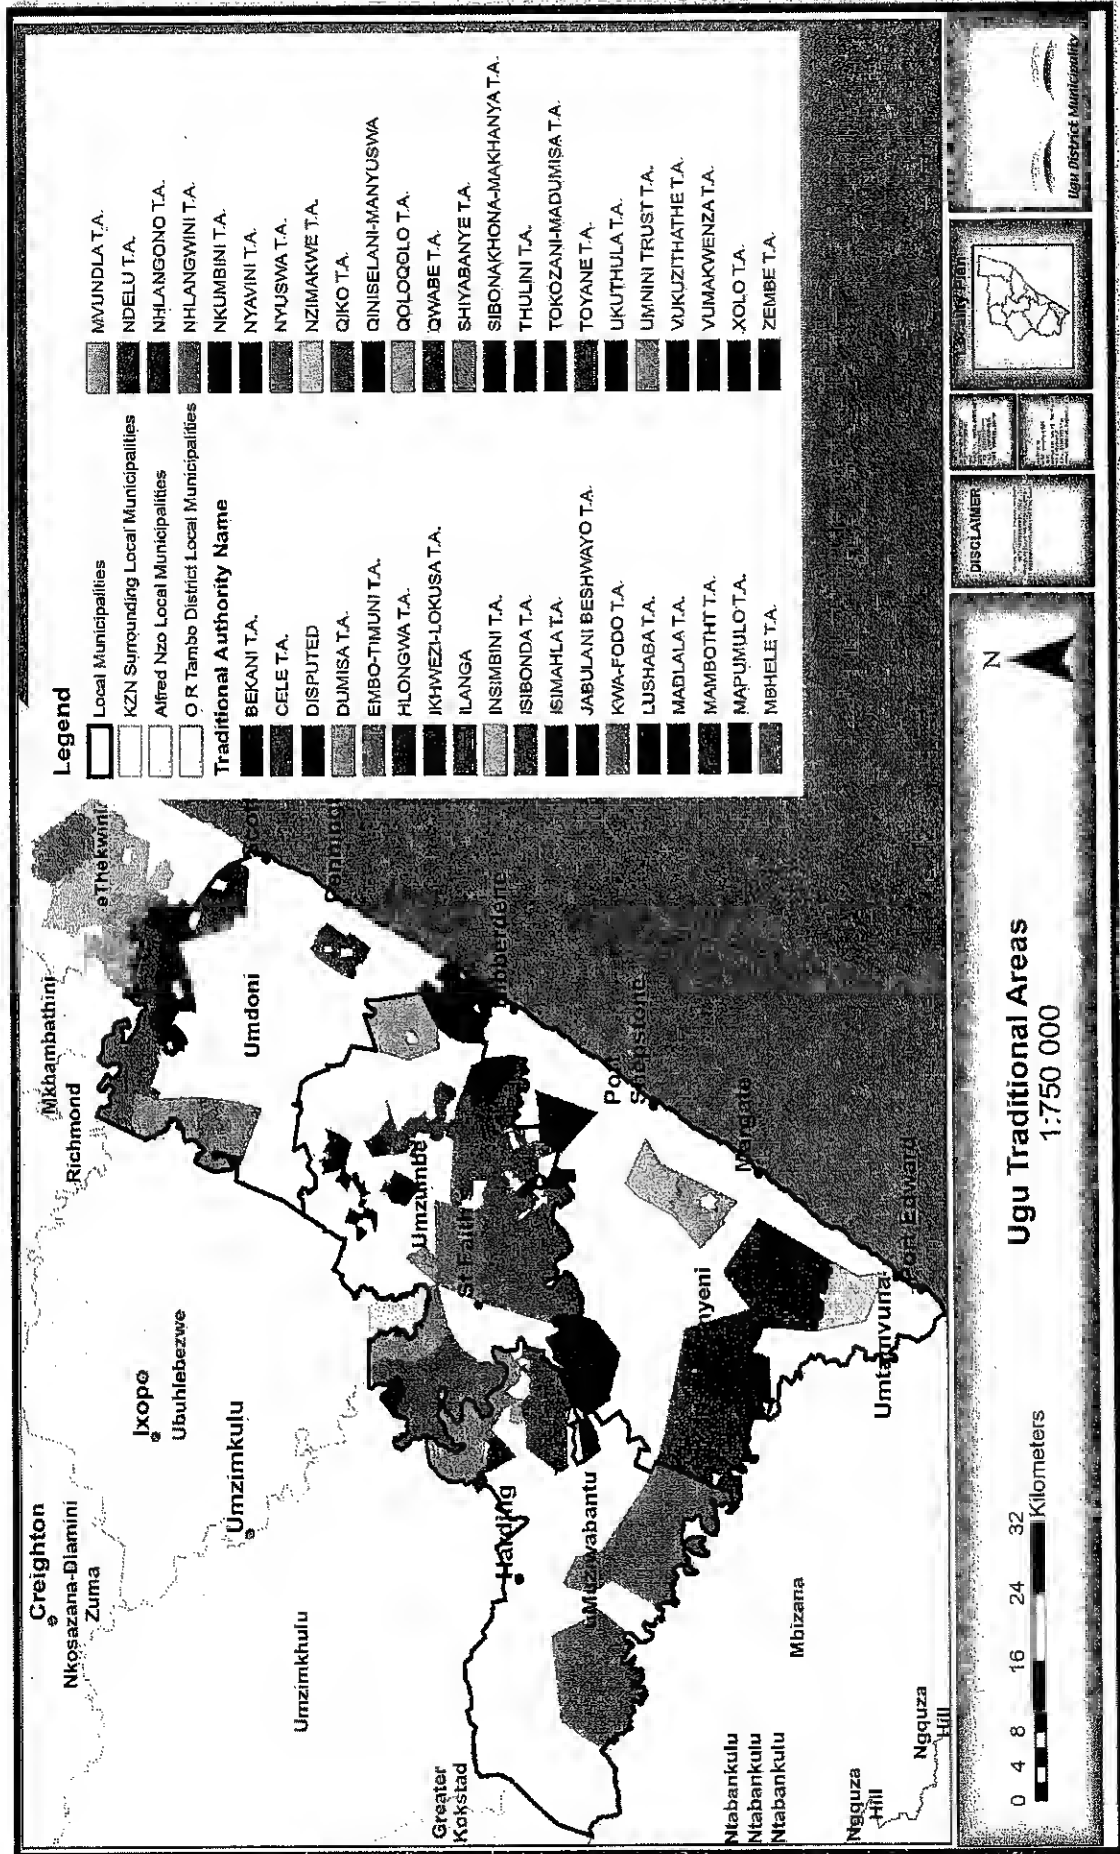 Legend
Local Municipalities
KZN Surrounding Local Municipalities
Alfred Nzo Local Municipalities
O R Tambo District Local Municipalities
Traditional Authority Name
BEKANI T.A.
CELE T.A.
DISPUTED
DUMISA T.A.
EMBO-TIMUNI T.A.
HLONGWA T.A.
IKHWEZI-LOKUSA T.A.
ILANGA
INSIMBINI T.A.
ISIBONDA T.A.
ISIMAHLA T.A.
JABULANI BESHWAYO T.A.
KWA-FODO T.A.
LUSHABA T.A.
MADLALA T.A.
MAMBOTHI T.A.
MAPUMULO T.A.
MBHELE T.A.
MVUNDLA T.A.
NDELU T.A.
NHLANGONO T.A.
NHLANGWINI T.A.
NKUMBINI T.A.
NYAVINI T.A.
NYUSWA T.A.
NZIMAKWE T.A.
QIKO T.A.
QINISELANI-MANYUSWA
QOLOQOLO T.A.
QWABE T.A.
SHIYABANYE T.A.
SIBONAKHONA-MAKHANYA T.A.
THULINI T.A.
TOKOZANI-MADUMISA T.A.
TOYANE T.A.
UKUTHULA T.A.
UMNINI TRUST T.A.
VUKUZITHATHE T.A.
VUMAKWENZA T.A.
XOLO T.A.
ZEMBE T.A.
Creighton
Nkosazana-Dlamini
Zuma
Ixopo
Ubuhlebezwe
Umzimkulu
Umzimkhulu
Richmond
Mkhambathini
eThekwini
Umdoni
Umzumbe
St Faith's
Harding
uMuziwabantu
Greater
Kokstad
Port
Shepstone
Margate
Port Edward
Umtamvuna
Mbizana
Ntabankulu
Ntabankulu
Ntabankulu
Ngquza
Hill
Ngquza
Hill
0 4 8 16 24 32
Kilometers
Ugu Traditional Areas
1:750 000
N
DISCLAIMER
Locality Plan
Ugu District Municipality